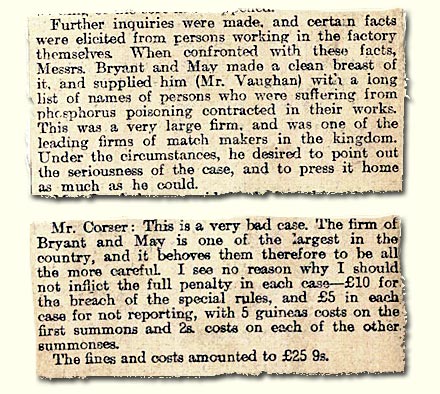 Further inquiries were made, and certain facts
were elicited from persons working in the factory
themselves. When confronted with these facts,
Messrs. Bryant and May made a clean breast of
it, and supplied him (Mr. Vaughan) with a long
list of names of persons who were suffering from
phosphorus poisoning contracted in their works.
This was a very large firm, and was one of the
leading firms of match makers in the kingdom.
Under the circumstances, he desired to point out
the seriousness of the case, and to press it home
as much as he could.
Mr. Corser: This is a very bad case. The firm of
Bryant and May is one of the largest in the
country, and it behoves them therefore to be all
the more careful. I see no reason why I should
not inflict the full penalty in each case—£10 for
the breach of the special rules, and £5 in each
case for not reporting, with 5 guineas costs on the
first summons and 2s. costs on each of the other
summonses.
The fines and costs amounted to £25 9s.